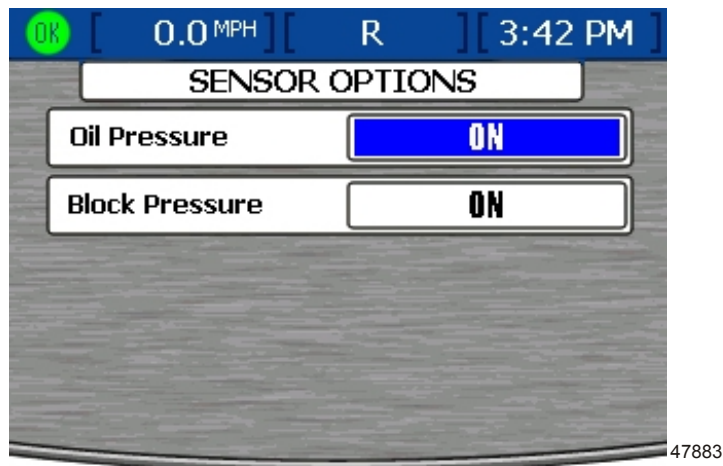 OK [ 0.0 MPH ][ R ][ 3:42 PM ]
SENSOR OPTIONS
Oil Pressure ON
Block Pressure ON
47883